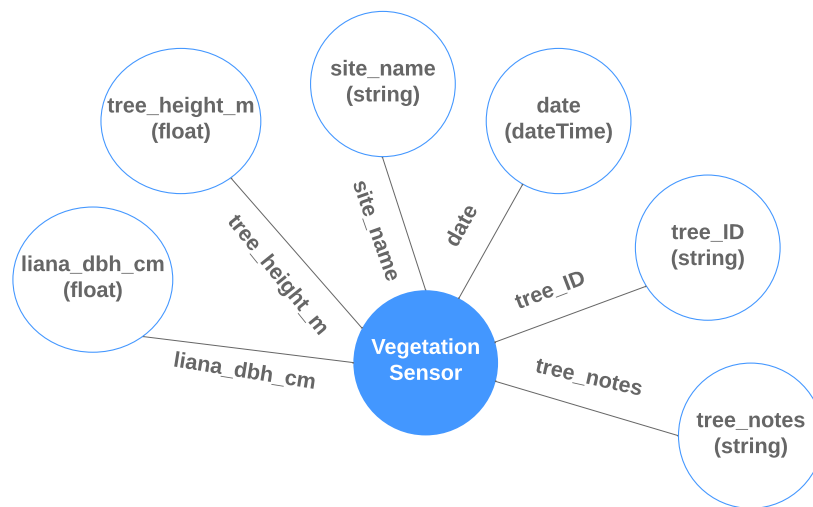 site_name
(string)
tree_height_m
(float)
date
(dateTime)
tree_ID
(string)
liana_dbh_cm
(float)
site_name
date
tree_height_m
tree_ID
Vegetation
Sensor
liana_dbh_cm
tree_notes
tree_notes
(string)